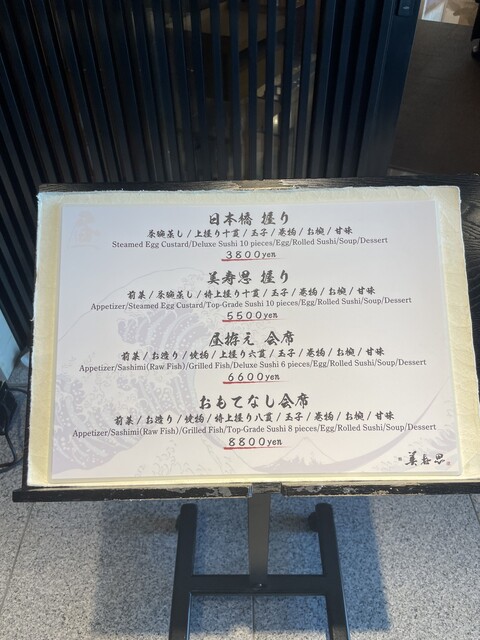 日本橋 握り
茶碗蒸し / 上握り十貫 / 玉子 / 巻物 / お椀 / 甘味
Steamed Egg Custard/Deluxe Sushi 10 pieces/Egg/Rolled Sushi/Soup/Dessert
3800yen
美寿思 握り
前菜 / 茶碗蒸し / 特上握り十貫 / 玉子 / 巻物 / お椀 / 甘味
Appetizer/Steamed Egg Custard/Top-Grade Sushi 10 pieces/Egg/Rolled Sushi/Soup/Dessert
5500yen
昼拵え 会席
前菜 / お造り / 焼物 / 上握り六貫 / 玉子 / 巻物 / お椀 / 甘味
Appetizer/Sashimi(Raw Fish)/Grilled Fish/Deluxe Sushi 6 pieces/Egg/Rolled Sushi/Soup/Dessert
6600yen
おもてなし会席
前菜 / お造り / 焼物 / 特上握り八貫 / 玉子 / 巻物 / お椀 / 甘味
Appetizer/Sashimi(Raw Fish)/Grilled Fish/Top-Grade Sushi 8 pieces/Egg/Rolled Sushi/Soup/Dessert
8800yen
美寿思